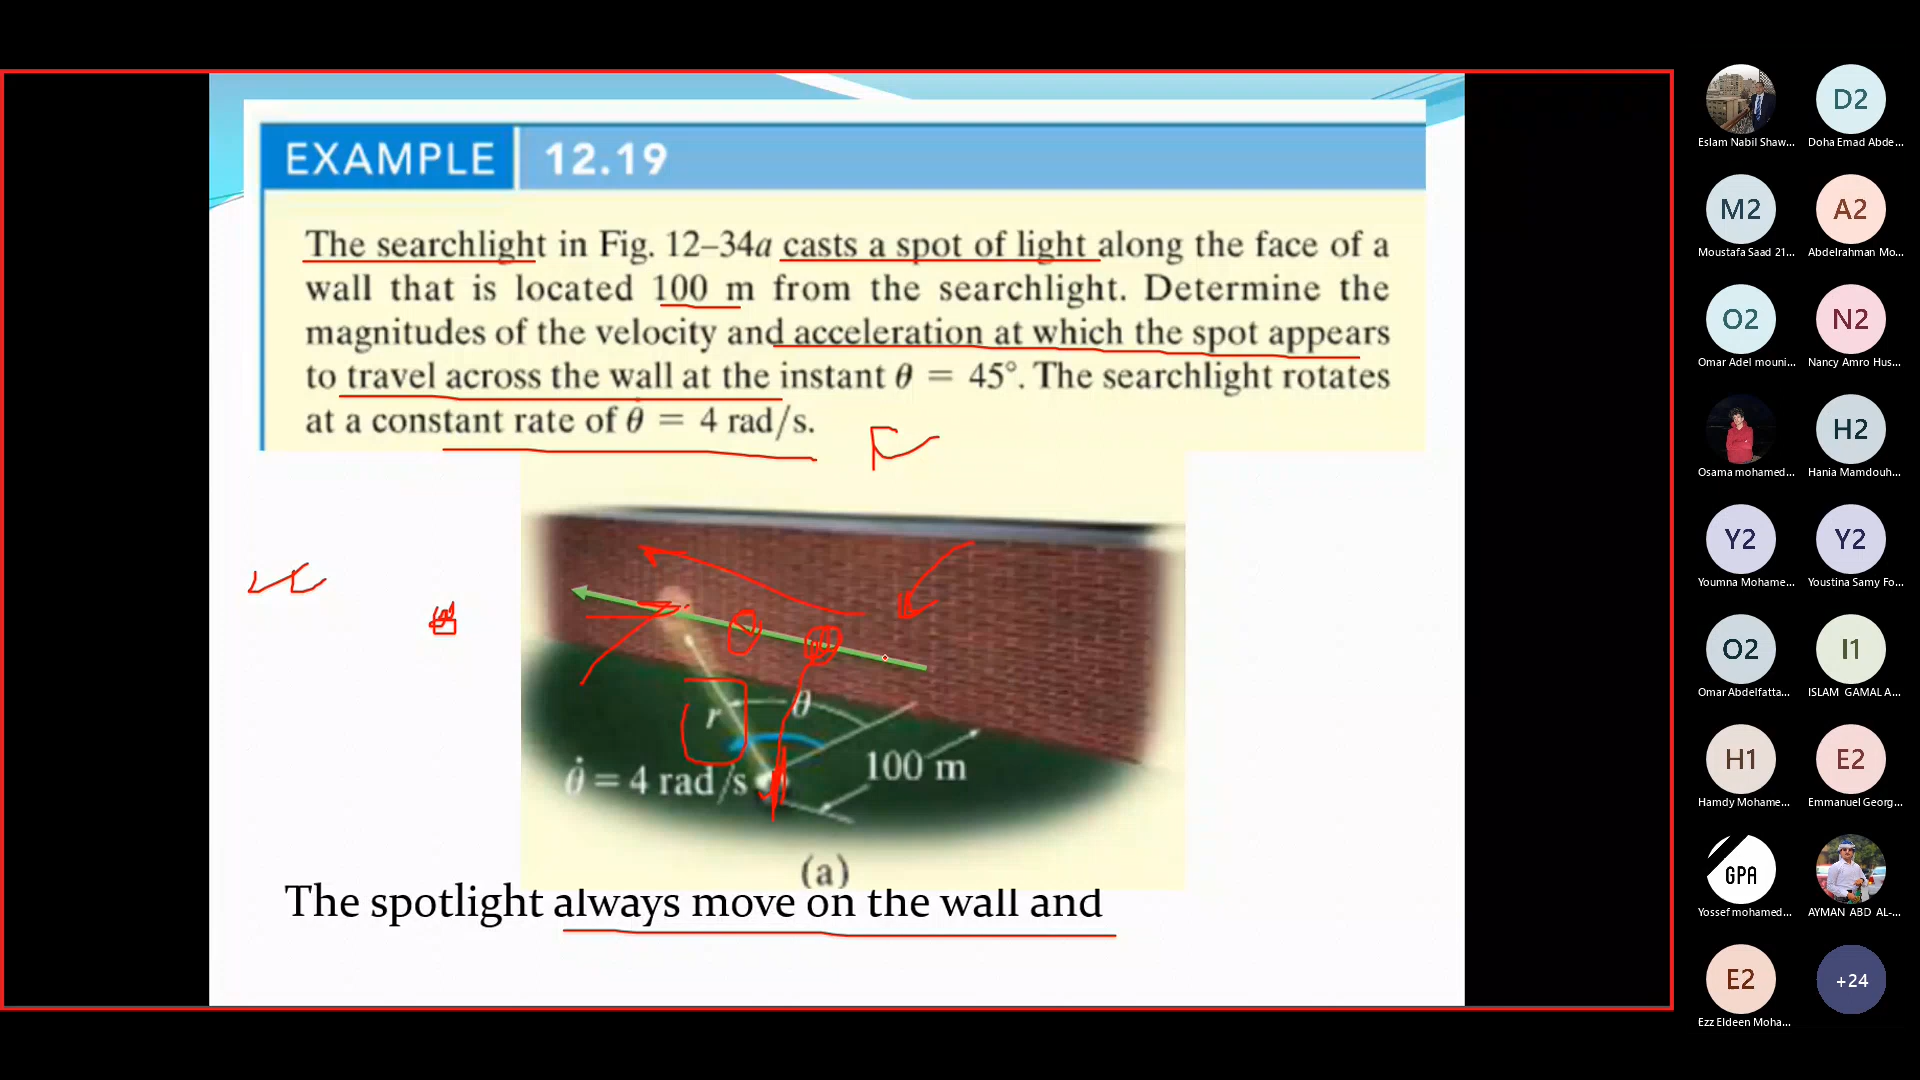 EXAMPLE 12.19
The searchlight in Fig. 12–34a casts a spot of light along the face of a
wall that is located 100 m from the searchlight. Determine the
magnitudes of the velocity and acceleration at which the spot appears
to travel across the wall at the instant θ = 45°. The searchlight rotates
at a constant rate of θ̇ = 4 rad/s.
r
θ
100 m
θ̇ = 4 rad/s
(a)
The spotlight always move on the wall and
Eslam Nabil Shaw...
D2
Doha Emad Abde...
M2
Moustafa Saad 21...
A2
Abdelrahman Mo...
O2
Omar Adel mouni...
N2
Nancy Amro Hus...
Osama mohamed...
H2
Hania Mamdouh...
Y2
Youmna Mohame...
Y2
Youstina Samy Fo...
O2
Omar Abdelfatta...
I1
ISLAM GAMAL A...
H1
Hamdy Mohame...
E2
Emmanuel Georg...
GPA
Yossef mohamed...
AYMAN ABD AL-...
E2
Ezz Eldeen Moha...
+24